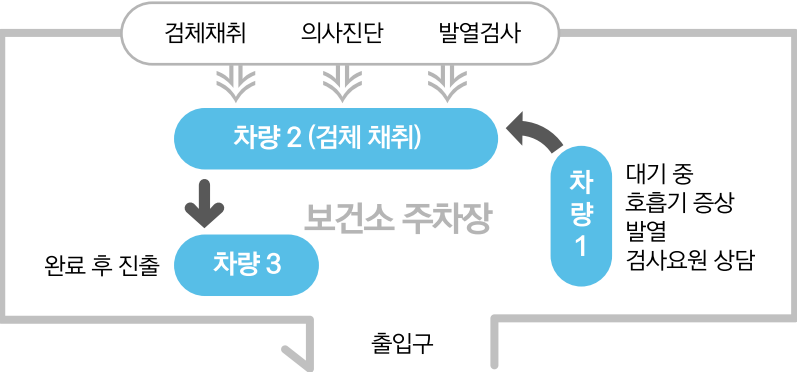 검체채취 의사진단 발열검사
차량 2 (검체 채취)
차량 1
대기 중
호흡기 증상
발열
검사요원 상담
보건소 주차장
완료 후 진출
차량 3
출입구